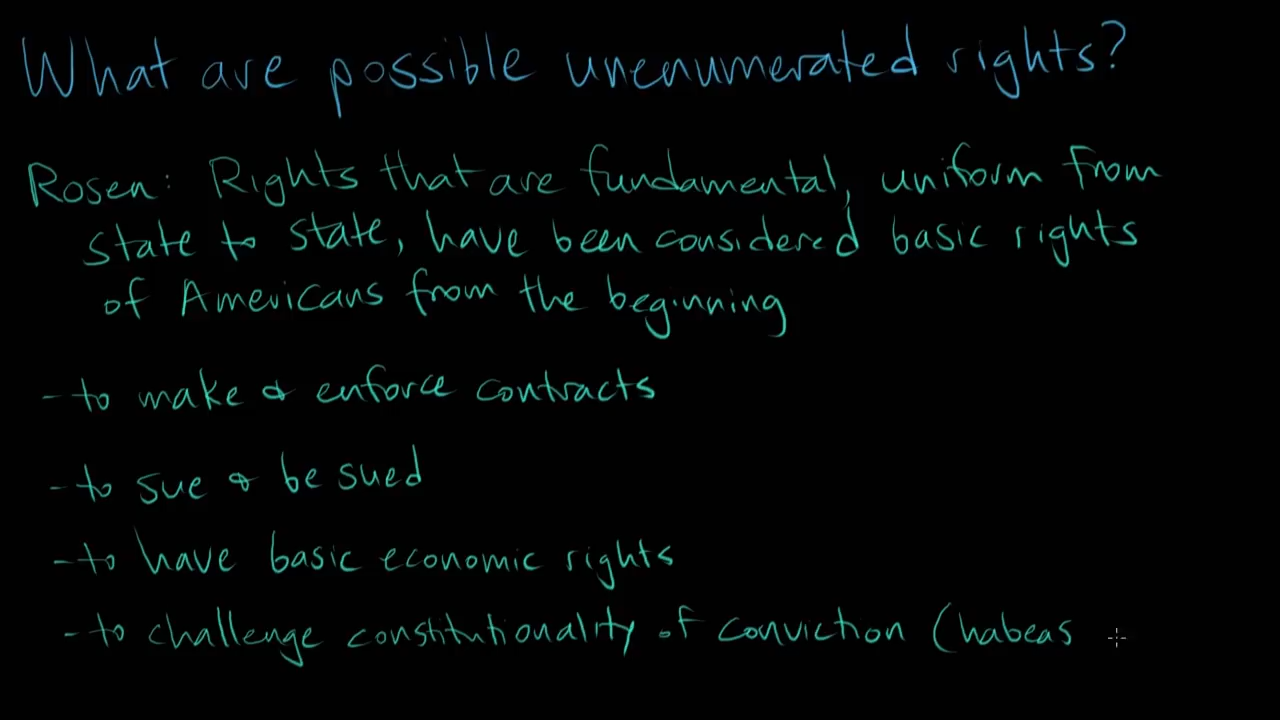 What are possible unenumerated rights?
Rosen: Rights that are fundamental, uniform from
state to state, have been considered basic rights
of Americans from the beginning
- to make & enforce contracts
- to sue & be sued
- to have basic economic rights
- to challenge constitutionality of conviction (habeas